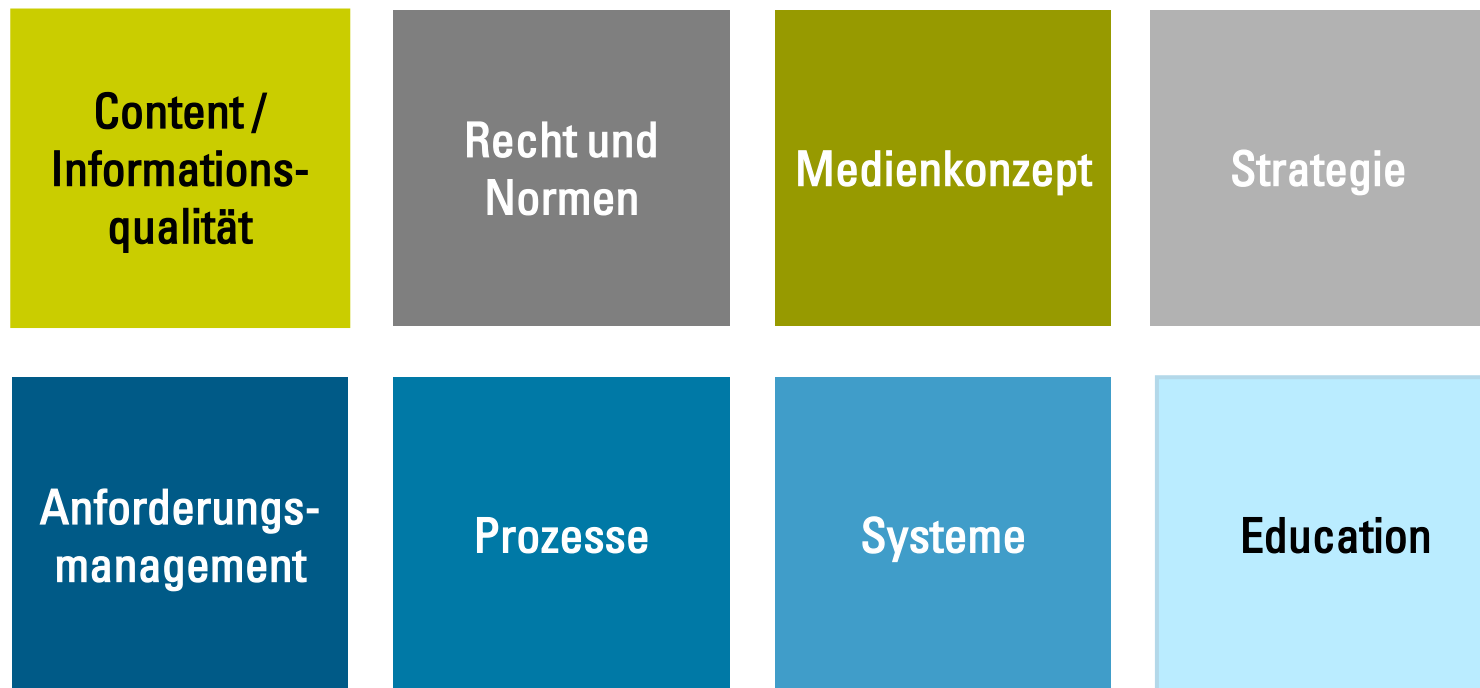 Content /
Informations-
qualität
Recht und
Normen
Medienkonzept
Strategie
Anforderungs-
management
Prozesse
Systeme
Education